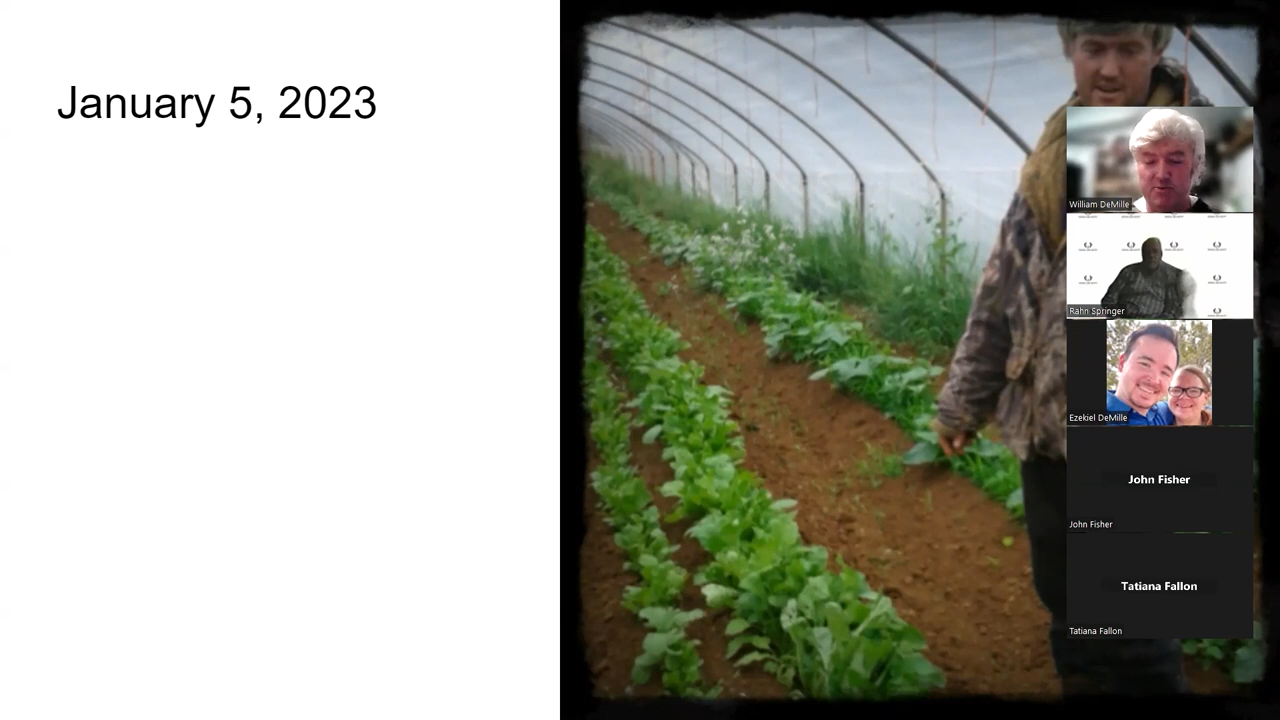 January 5, 2023
William DeMille
Rahn Springer
Ezekiel DeMille
John Fisher
John Fisher
Tatiana Fallon
Tatiana Fallon